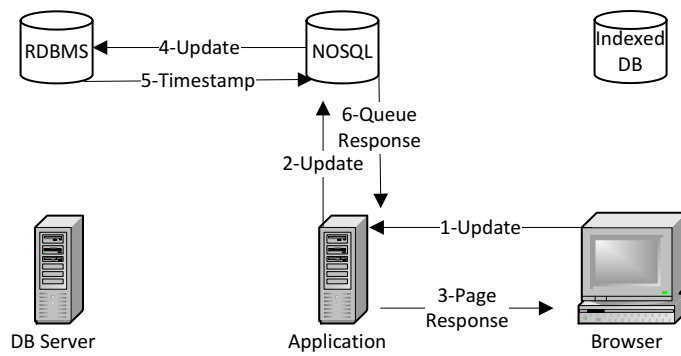 RDBMS
4-Update
NOSQL
Indexed
DB
5-Timestamp
6-Queue
Response
2-Update
1-Update
3-Page
Response
DB Server
Application
Browser